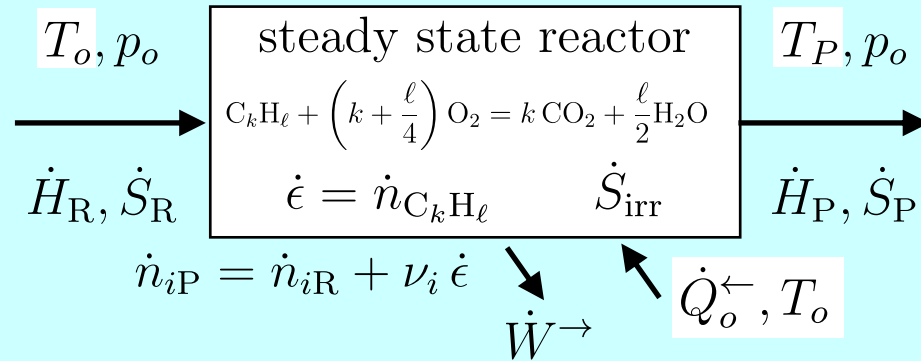 T_o, p_o
steady state reactor
T_P, p_o
C_kH_ℓ + (k + ℓ/4) O_2 = k CO_2 + ℓ/2 H_2O
Ḣ_R, Ṡ_R
ϵ̇ = ṅ_{C_kH_ℓ}
Ṡ_irr
Ḣ_P, Ṡ_P
ṅ_{iP} = ṅ_{iR} + ν_i ϵ̇
Ẇ^→
Q̇_o^←, T_o